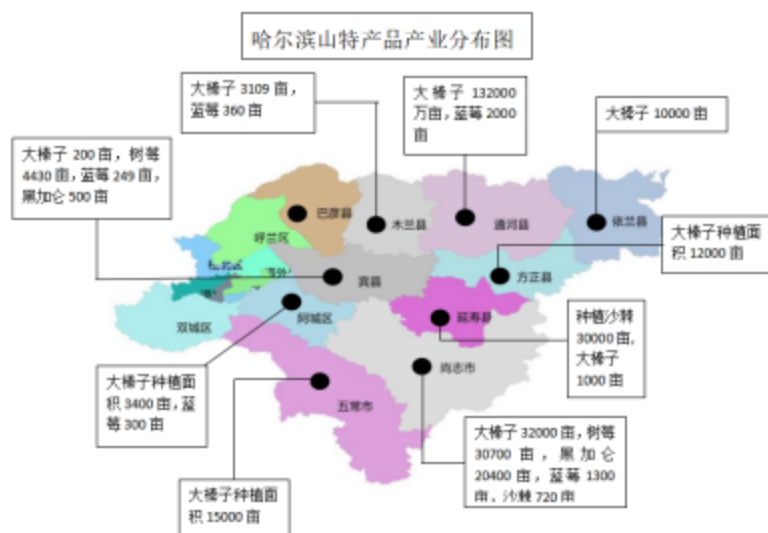 哈尔滨山特产品产业分布图
大榛子 3109 亩，
蓝莓 360 亩
大榛子 132000
万亩，蓝莓 2000
亩
大榛子 10000 亩
大榛子 200 亩，树莓
4430 亩，蓝莓 249 亩，
黑加仑 500 亩
巴彦县
木兰县
通河县
依兰县
呼兰区
大榛子种植面
积 12000 亩
宾县
方正县
双城区
阿城区
延寿县
种植沙棘
30000 亩，
大榛子
1000 亩
尚志市
五常市
大榛子种植面
积 3400 亩，蓝
莓 300 亩
大榛子 32000 亩，树莓
30700 亩，黑加仑
20400 亩，蓝莓 1300
亩，沙棘 720 亩
大榛子种植面
积 15000 亩